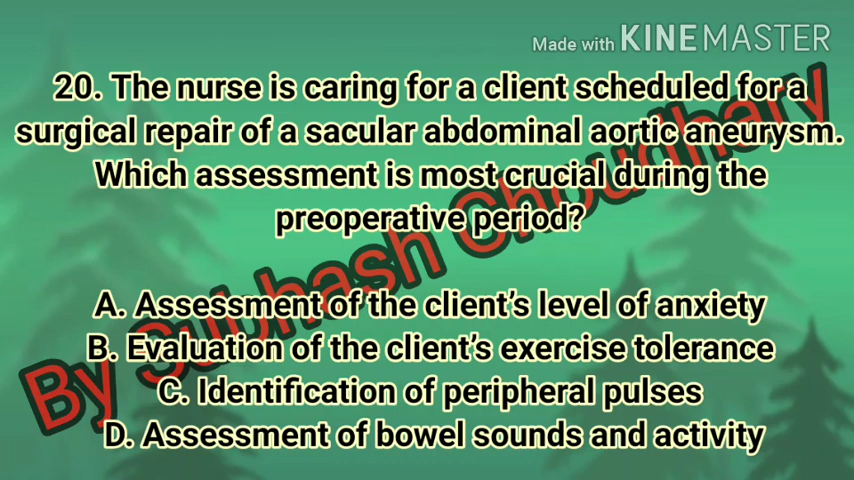 Made with KINEMASTER
20. The nurse is caring for a client scheduled for a
surgical repair of a sacular abdominal aortic aneurysm.
Which assessment is most crucial during the
preoperative period?
A. Assessment of the client's level of anxiety
B. Evaluation of the client's exercise tolerance
C. Identification of peripheral pulses
D. Assessment of bowel sounds and activity
By Subhash Choudhary